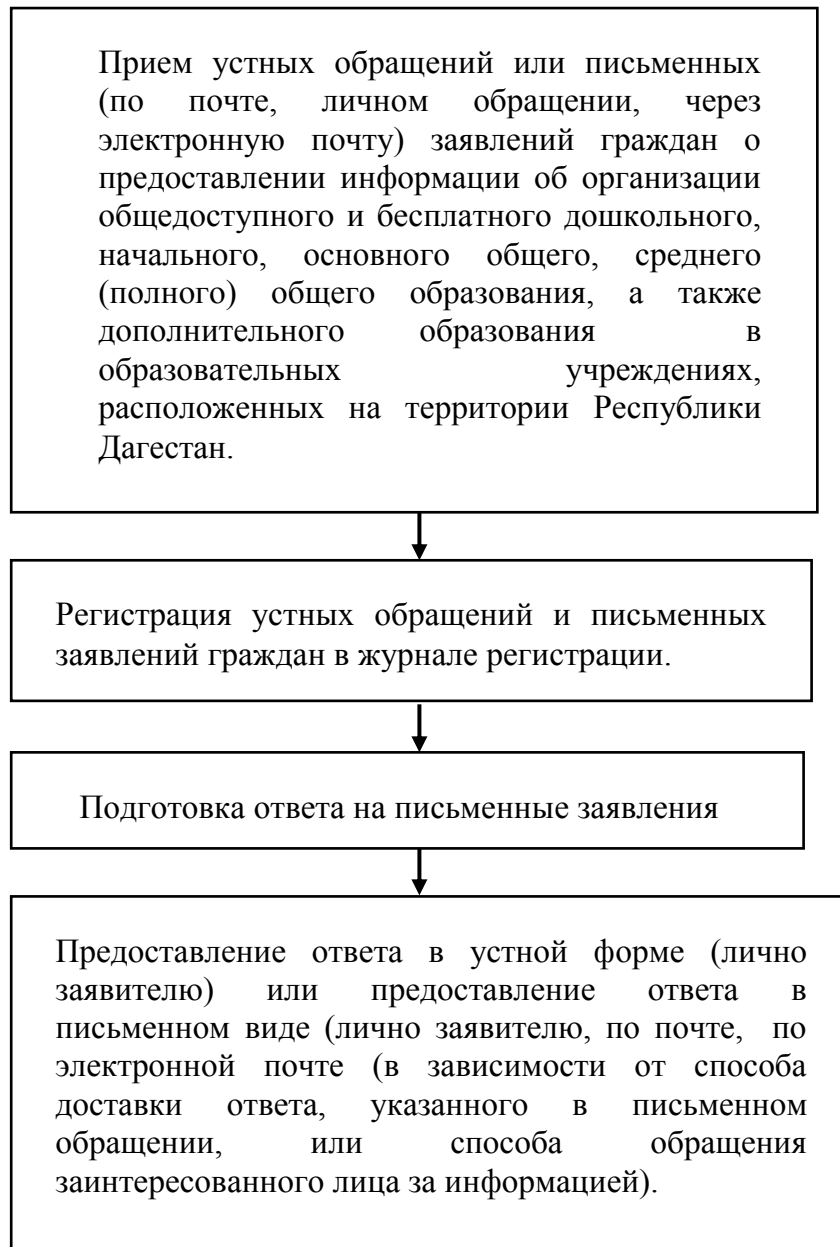 Прием устных обращений или письменных
(по почте, личном обращении, через
электронную почту) заявлений граждан о
предоставлении информации об организации
общедоступного и бесплатного дошкольного,
начального, основного общего, среднего
(полного) общего образования, а также
дополнительного образования в
образовательных учреждениях,
расположенных на территории Республики
Дагестан.
Регистрация устных обращений и письменных
заявлений граждан в журнале регистрации.
Подготовка ответа на письменные заявления
Предоставление ответа в устной форме (лично
заявителю) или предоставление ответа в
письменном виде (лично заявителю, по почте, по
электронной почте (в зависимости от способа
доставки ответа, указанного в письменном
обращении, или способа обращения
заинтересованного лица за информацией).